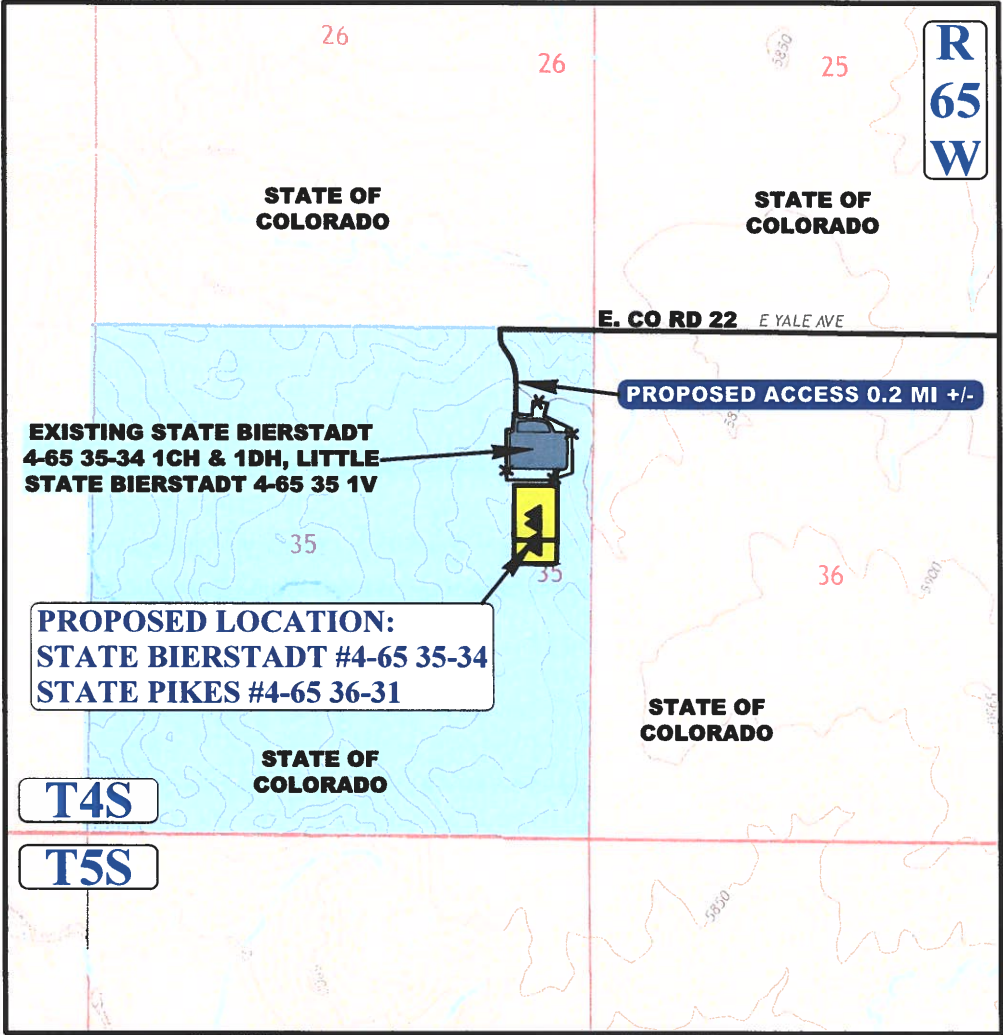 26
26
25
5850
R
65
W
STATE OF
COLORADO
STATE OF
COLORADO
E. CO RD 22 E YALE AVE
PROPOSED ACCESS 0.2 MI +/-
EXISTING STATE BIERSTADT
4-65 35-34 1CH & 1DH, LITTLE
STATE BIERSTADT 4-65 35 1V
35
35
36
5900
PROPOSED LOCATION:
STATE BIERSTADT #4-65 35-34
STATE PIKES #4-65 36-31
STATE OF
COLORADO
STATE OF
COLORADO
T4S
T5S
5850